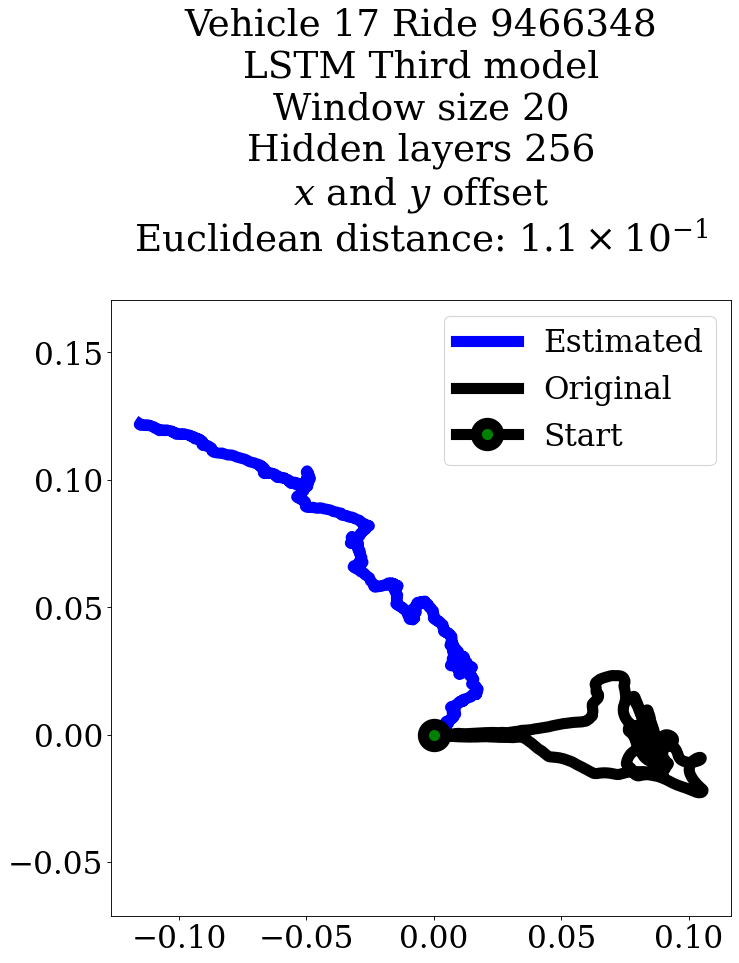 Vehicle 17 Ride 9466348
LSTM Third model
Window size 20
Hidden layers 256
x and y offset
Euclidean distance: 1.1 × 10⁻¹
Estimated
Original
Start
0.15
0.10
0.05
0.00
−0.05
−0.10 −0.05 0.00 0.05 0.10